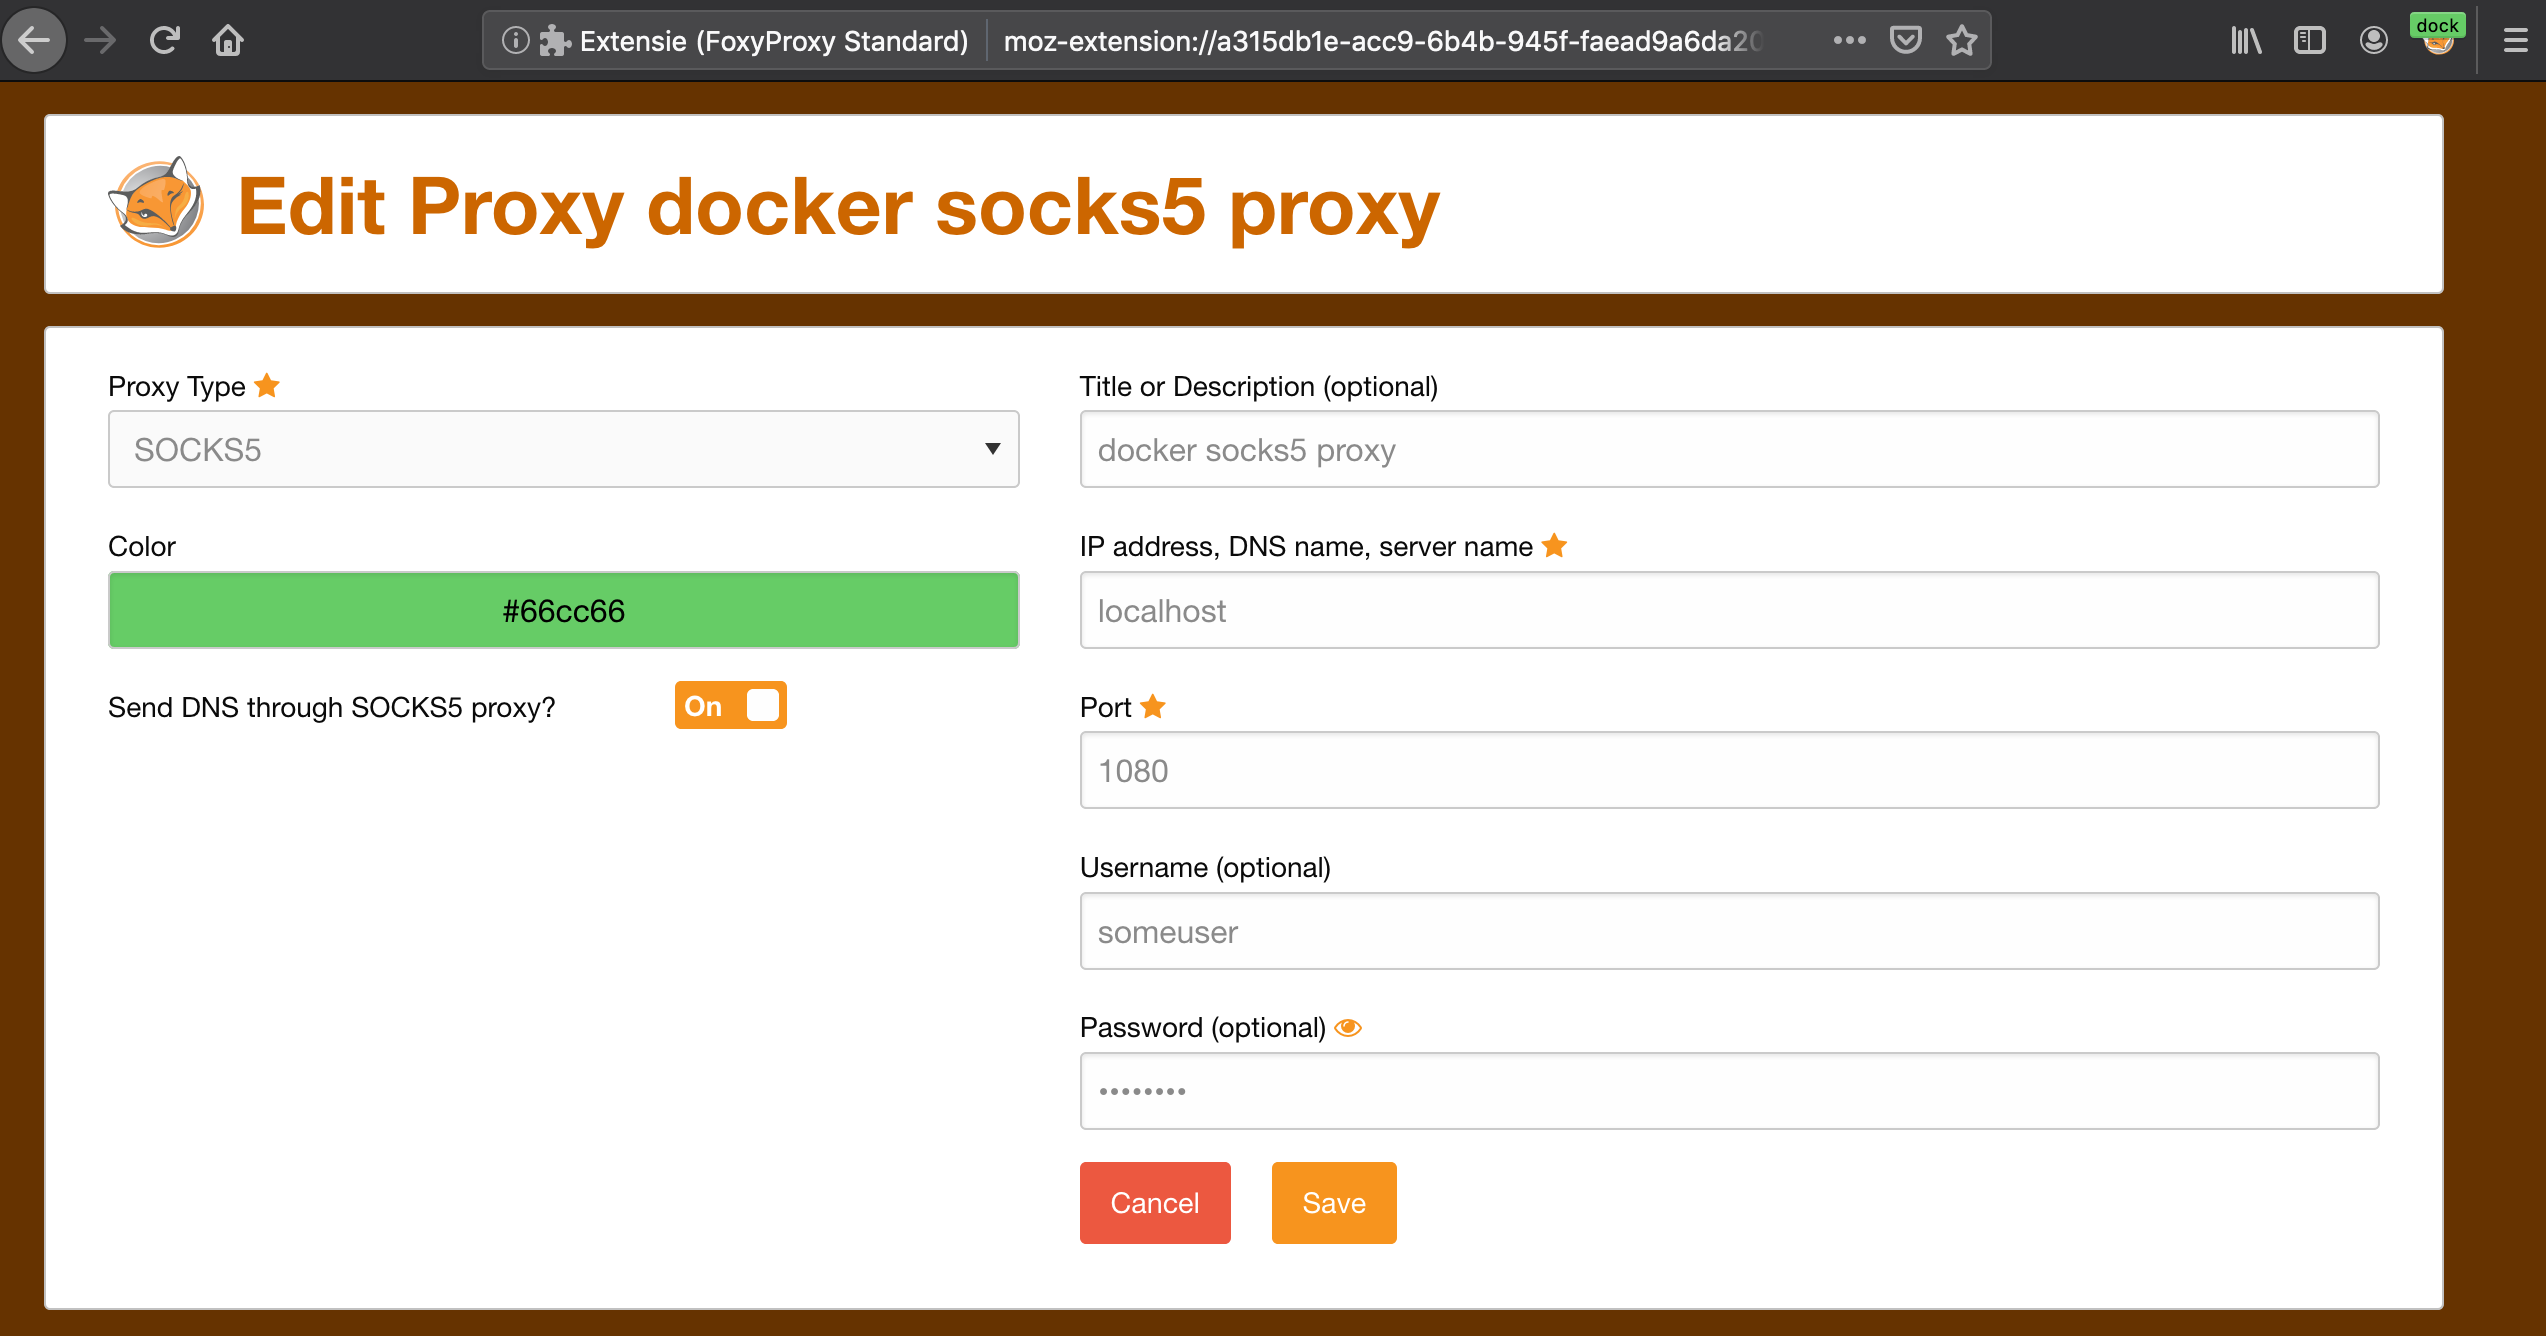 Extensie (FoxyProxy Standard)
moz-extension://a315db1e-acc9-6b4b-945f-faead9a6da20
dock
Edit Proxy docker socks5 proxy
Proxy Type
SOCKS5
Color
#66cc66
Send DNS through SOCKS5 proxy?
On
Title or Description (optional)
docker socks5 proxy
IP address, DNS name, server name
localhost
Port
1080
Username (optional)
someuser
Password (optional)
••••••••
Cancel
Save